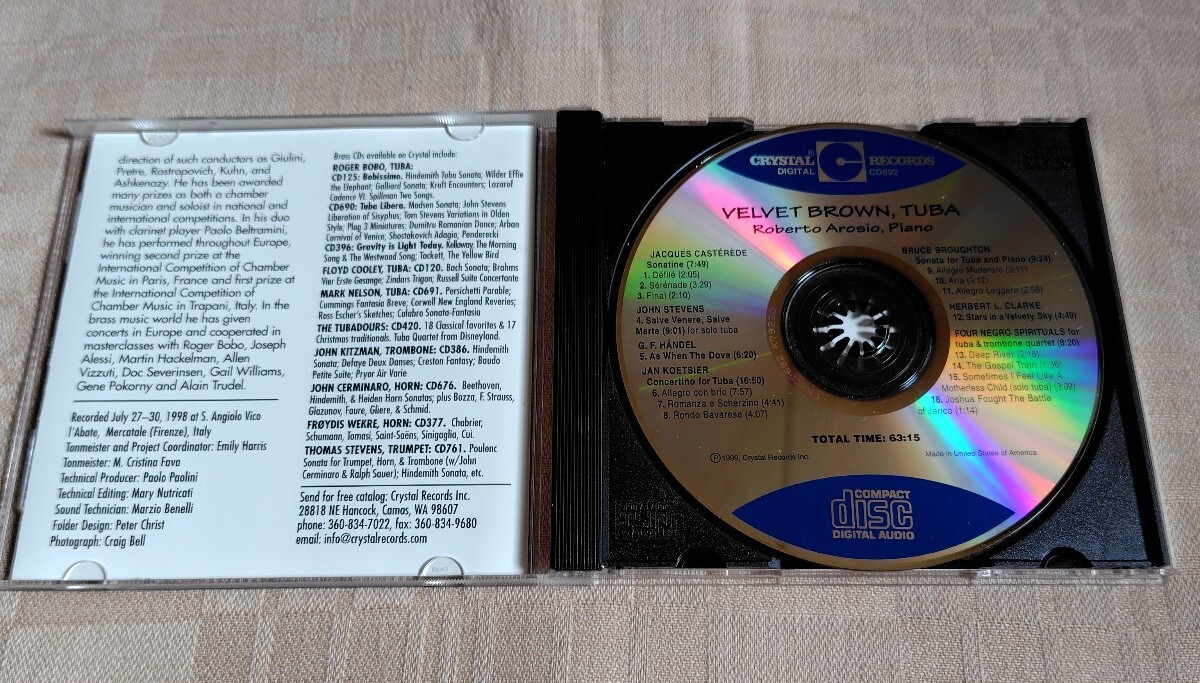 direction of such conductors as Giulini,
Pretre, Rostropovich, Kuhn, and
Ashkenazy. He has been awarded
many prizes as both a chamber
musician and soloist in national and
international competitions. In his duo
with clarinet player Paolo Beltramini,
he has performed throughout Europe,
winning second prize at the
International Competition of Chamber
Music in Paris, France and first prize at
the International Competition of
Chamber Music in Trapani, Italy. In the
brass music world he has given
concerts in Europe and cooperated in
masterclasses with Roger Bobo, Joseph
Alessi, Martin Hackelman, Allen
Vizzuti, Doc Severinsen, Gail Williams,
Gene Pokorny and Alain Trudel.
Recorded July 27–30, 1998 at S. Angiolo Vico
l'Abate, Mercatale (Firenze), Italy
Tonmeister and Project Coordinator: Emily Harris
Tonmeister: M. Cristina Fava
Technical Producer: Paolo Paolini
Technical Editing: Mary Nutricati
Sound Technician: Marzio Benelli
Folder Design: Peter Christ
Photograph: Craig Bell
Brass CDs available on Crystal include:
ROGER BOBO, TUBA:
CD125: Bobissimo. Hindemith Tuba Sonata; Wilder Effie
the Elephant; Galliard Sonata; Kraft Encounters; Lazarof
Cadence VI; Spillman Two Songs.
CD690: Tuba Libera. Madsen Sonata; John Stevens
Liberation of Sisyphus; Tom Stevens Variations in Olden
Style; Plog 3 Miniatures; Dumitru Romanian Dance; Arban
Carnival of Venice; Shostakovich Adagio; Penderecki
CD396: Gravity is Light Today. Kellaway, The Morning
Song & The Westwood Song; Tackett, The Yellow Bird
FLOYD COOLEY, TUBA: CD120. Bach Sonata; Brahms
Vier Erste Gesange; Zindars Trigon; Russell Suite Concertante
MARK NELSON, TUBA: CD691. Persichetti Parable;
Cummings Fantasia Breve; Corwell New England Reveries;
Ross Escher's Sketches; Calabro Sonata-Fantasia
THE TUBADOURS: CD420. 18 Classical favorites & 17
Christmas traditionals. Tuba Quartet from Disneyland.
JOHN KITZMAN, TROMBONE: CD386. Hindemith
Sonata; Defaye Deux Danses; Creston Fantasy; Baudo
Petite Suite; Pryor Air Varie
JOHN CERMINARO, HORN: CD676. Beethoven,
Hindemith, & Heiden Horn Sonatas; plus Bozza, F. Strauss,
Glazunov, Faure, Gliere, & Schmid.
FRØYDIS WEKRE, HORN: CD377. Chabrier,
Schumann, Tomasi, Saint-Saëns, Sinigaglia, Cui.
THOMAS STEVENS, TRUMPET: CD761. Poulenc
Sonata for Trumpet, Horn, & Trombone (w/John
Cerminaro & Ralph Sauer); Hindemith Sonata, etc.
Send for free catalog: Crystal Records Inc.
28818 NE Hancock, Camas, WA 98607
phone: 360-834-7022, fax: 360-834-9680
email: info@crystalrecords.com
CRYSTAL ® C RECORDS
DIGITAL CD692
VELVET BROWN, TUBA
Roberto Arosio, Piano
JACQUES CASTÉRÈDE
Sonatine (7:49)
1. Défilé (2:05)
2. Sérénade (3:29)
3. Final (2:10)
JOHN STEVENS
4. Salve Venere, Salve
Marte (9:01) for solo tuba
G. F. HÄNDEL
5. As When The Dove (6:20)
JAN KOETSIER
Concertino for Tuba (16:50)
6. Allegro con brio (7:57)
7. Romanza e Scherzino (4:41)
8. Rondo Bavarese (4:07)
BRUCE BROUGHTON
Sonata for Tuba and Piano (9:24)
9. Allegro Moderato (3:11)
10. Aria (3:12)
11. Allegro Leggero (2:58)
HERBERT L. CLARKE
12. Stars in a Velvety Sky (4:49)
FOUR NEGRO SPIRITUALS for
tuba & trombone quartet (8:20)
13. Deep River (2:18)
14. The Gospel Train (1:36)
15. Sometimes I Feel Like A
Motherless Child (solo tuba) (3:02)
16. Joshua Fought The Battle
of Jerico (1:14)
TOTAL TIME: 63:15
Ⓟ1999, Crystal Records Inc.
Made in United States of America
COMPACT
disc
DIGITAL AUDIO